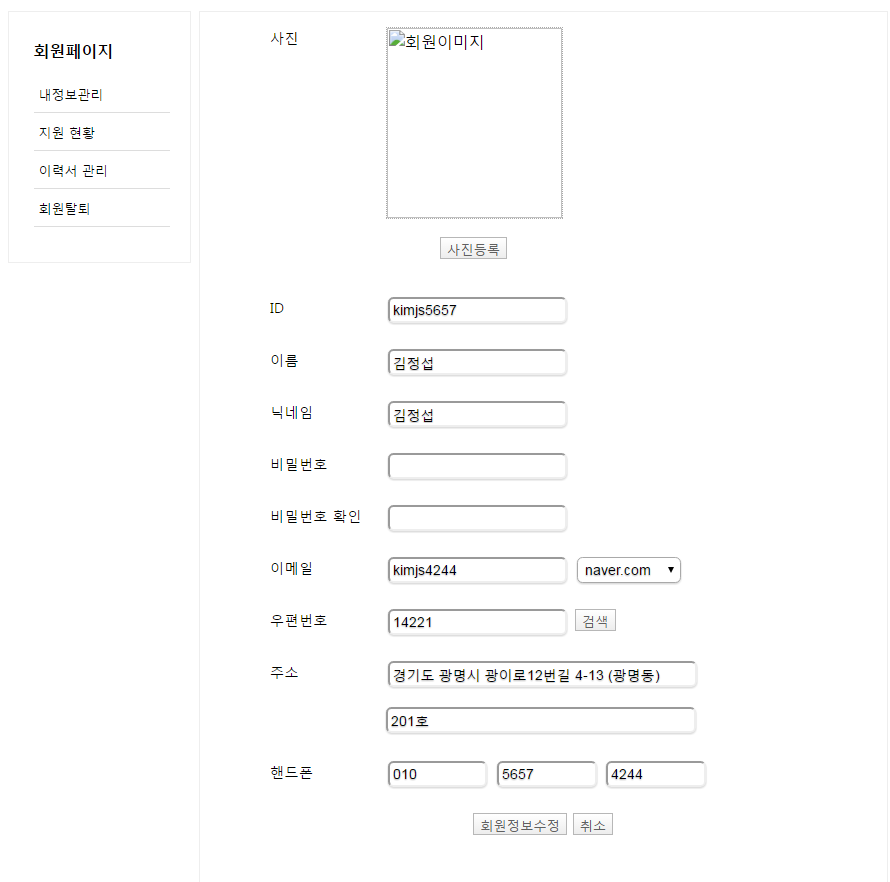 회원페이지
내정보관리
지원 현황
이력서 관리
회원탈퇴
사진
회원이미지
사진등록
ID kimjs5657
이름 김정섭
닉네임 김정섭
비밀번호
비밀번호 확인
이메일 kimjs4244 naver.com
우편번호 14221 검색
주소 경기도 광명시 광이로12번길 4-13 (광명동)
201호
핸드폰 010 5657 4244
회원정보수정 취소